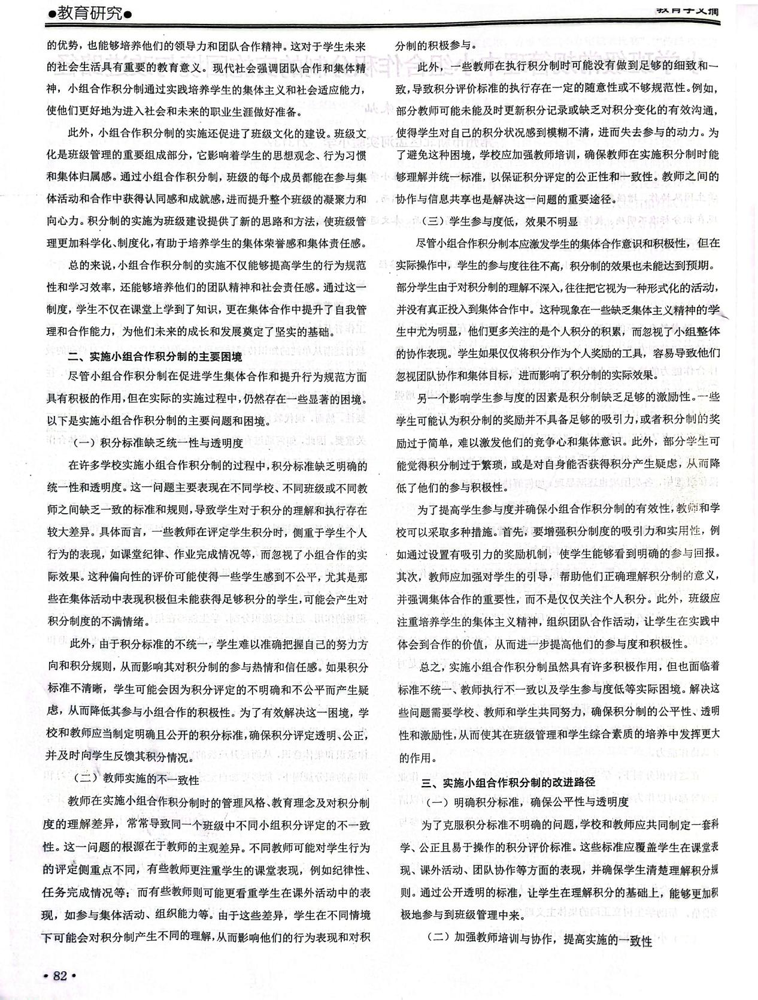 ●教育研究●
教育学文摘
的优势，也能够培养他们的领导力和团队合作精神。这对于学生未来
的社会生活具有重要的教育意义。现代社会强调团队合作和集体精
神，小组合作积分制通过实践培养学生的集体主义和社会适应能力，
使他们更好地为进入社会和未来的职业生涯做好准备。
此外，小组合作积分制的实施还促进了班级文化的建设。班级文
化是班级管理的重要组成部分，它影响着学生的思想观念、行为习惯
和集体归属感。通过小组合作积分制，班级的每个成员都能在参与集
体活动和合作中获得认同感和成就感，进而提升整个班级的凝聚力和
向心力。积分制的实施为班级建设提供了新的思路和方法，使班级管
理更加科学化、制度化，有助于培养学生的集体荣誉感和集体责任感。
总的来说，小组合作积分制的实施不仅能够提高学生的行为规范
性和学习效率，还能够培养他们的团队精神和社会责任感。通过这一
制度，学生不仅在课堂上学到了知识，更在集体合作中提升了自我管
理和合作能力，为他们未来的成长和发展奠定了坚实的基础。
二、实施小组合作积分制的主要困境
尽管小组合作积分制在促进学生集体合作和提升行为规范方面
具有积极的作用，但在实际的实施过程中，仍然存在一些显著的困境。
以下是实施小组合作积分制的主要问题和困境。
（一）积分标准缺乏统一性与透明度
在许多学校实施小组合作积分制的过程中，积分标准缺乏明确的
统一性和透明度。这一问题主要表现在不同学校、不同班级或不同教
师之间缺乏一致的标准和规则，导致学生对于积分的理解和执行存在
较大差异。具体而言，一些教师在评定学生积分时，侧重于学生个人
行为的表现，如课堂纪律、作业完成情况等，而忽视了小组合作的实
际效果。这种偏向性的评价可能使得一些学生感到不公平，尤其是那
些在集体活动中表现积极但未能获得足够积分的学生，可能会产生对
积分制度的不满情绪。
此外，由于积分标准的不统一，学生难以准确把握自己的努力方
向和积分规则，从而影响其对积分制的参与热情和信任感。如果积分
标准不清晰，学生可能会因为积分评定的不明确和不公平而产生疑
虑，从而降低其参与小组合作的积极性。为了有效解决这一困境，学
校和教师应当制定明确且公开的积分标准，确保积分评定透明、公正，
并及时向学生反馈其积分情况。
（二）教师实施的不一致性
教师在实施小组合作积分制时的管理风格、教育理念及对积分制
度的理解差异，常常导致同一个班级中不同小组积分评定的不一致
性。这一问题的根源在于教师的主观差异。不同教师可能对学生行为
的评定侧重点不同，有些教师更注重学生的课堂表现，例如纪律性、
任务完成情况等；而有些教师则可能更看重学生在课外活动中的表
现，如参与集体活动、组织能力等。由于这些差异，学生在不同情境
下可能会对积分制产生不同的理解，从而影响他们的行为表现和对积
分制的积极参与。
此外，一些教师在执行积分制时可能没有做到足够的细致和一
致，导致积分评价标准的执行存在一定的随意性或不够规范性。例如，
部分教师可能未能及时更新积分记录或缺乏对积分变化的有效沟通，
使得学生对自己的积分状况感到模糊不清，进而失去参与的动力。为
了避免这种困境，学校应加强教师培训，确保教师在实施积分制时能
够理解并统一标准，以保证积分评定的公正性和一致性。教师之间的
协作与信息共享也是解决这一问题的重要途径。
（三）学生参与度低，效果不明显
尽管小组合作积分制本应激发学生的集体合作意识和积极性，但在
实际操作中，学生的参与度往往不高，积分制的效果也未能达到预期。
部分学生由于对积分制的理解不深入，往往把它视为一种形式化的活动，
并没有真正投入到集体合作中。这种现象在一些缺乏集体主义精神的学
生中尤为明显，他们更多关注的是个人积分的积累，而忽视了小组整体
的协作表现。学生如果仅仅将积分作为个人奖励的工具，容易导致他们
忽视团队协作和集体目标，进而影响了积分制的实际效果。
另一个影响学生参与度的因素是积分制缺乏足够的激励性。一些
学生可能认为积分制的奖励并不具备足够的吸引力，或者积分制的奖
励过于简单，难以激发他们的竞争心和集体意识。此外，部分学生可
能觉得积分制过于繁琐，或是对自身能否获得积分产生疑虑，从而降
低了他们的参与积极性。
为了提高学生参与度并确保小组合作积分制的有效性，教师和学
校可以采取多种措施。首先，要增强积分制度的吸引力和实用性，例
如通过设置有吸引力的奖励机制，使学生能够看到明确的参与回报。
其次，教师应加强对学生的引导，帮助他们正确理解积分制的意义，
并强调集体合作的重要性，而不是仅仅关注个人积分。此外，班级应
注重培养学生的集体主义精神，组织团队合作活动，让学生在实践中
体会到合作的价值，从而进一步提高他们的参与度和积极性。
总之，实施小组合作积分制虽然具有许多积极作用，但也面临着
标准不统一、教师执行不一致以及学生参与度低等实际困境。解决这
些问题需要学校、教师和学生共同努力，确保积分制的公平性、透明
性和激励性，从而使其在班级管理和学生综合素质的培养中发挥更大
的作用。
三、实施小组合作积分制的改进路径
（一）明确积分标准，确保公平性与透明度
为了克服积分标准不明确的问题，学校和教师应共同制定一套科
学、公正且易于操作的积分评价标准。这些标准应覆盖学生在课堂表
现、课外活动、团队协作等方面的表现，并确保学生清楚理解积分规
则。通过公开透明的标准，让学生在理解积分的基础上，能够更加积
极地参与到班级管理中来。
（二）加强教师培训与协作，提高实施的一致性
·82·